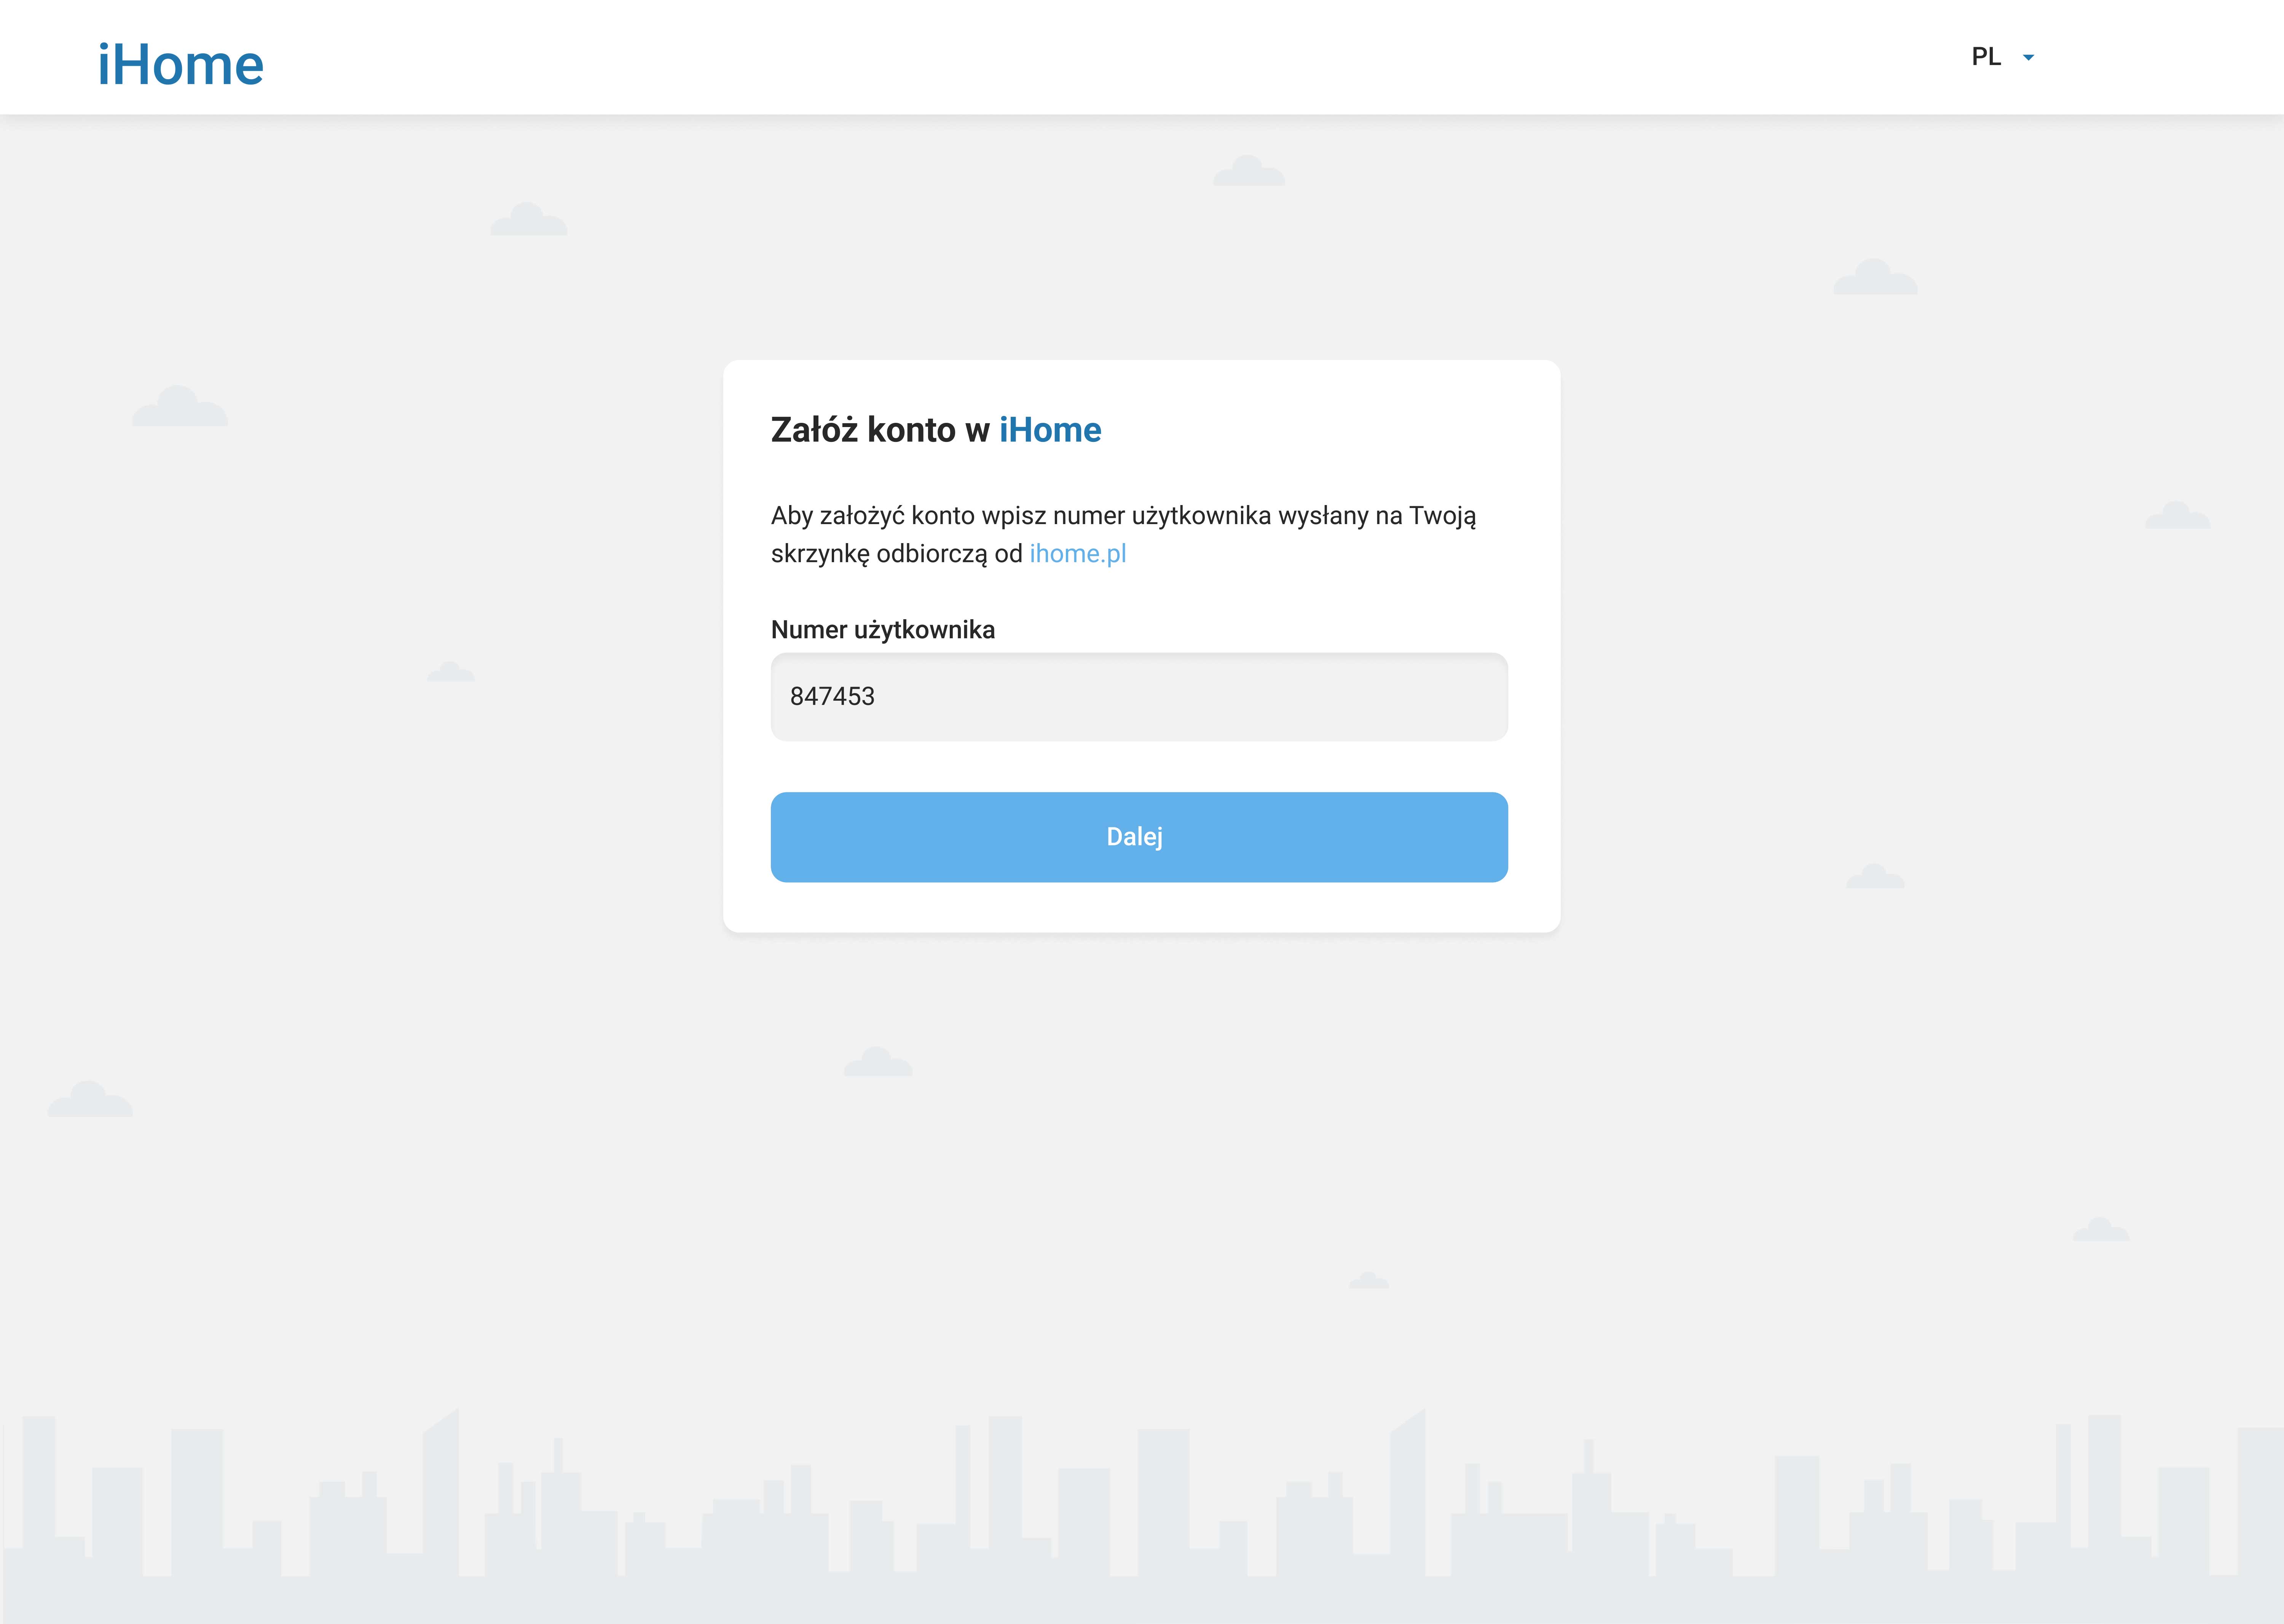 iHome
PL
Załóż konto w iHome
Aby założyć konto wpisz numer użytkownika wysłany na Twoją
skrzynkę odbiorczą od ihome.pl
Numer użytkownika
847453
Dalej